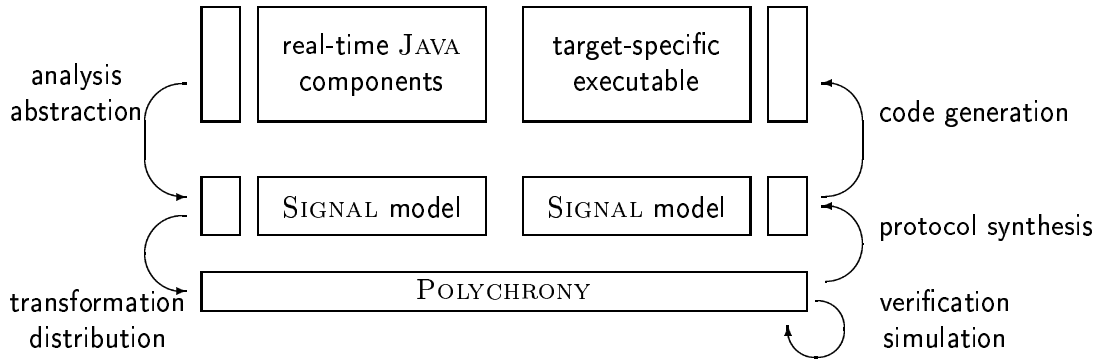 real-time JAVA
components
target-specific
executable
analysis
abstraction
code generation
SIGNAL model
SIGNAL model
protocol synthesis
POLYCHRONY
transformation
distribution
verification
simulation